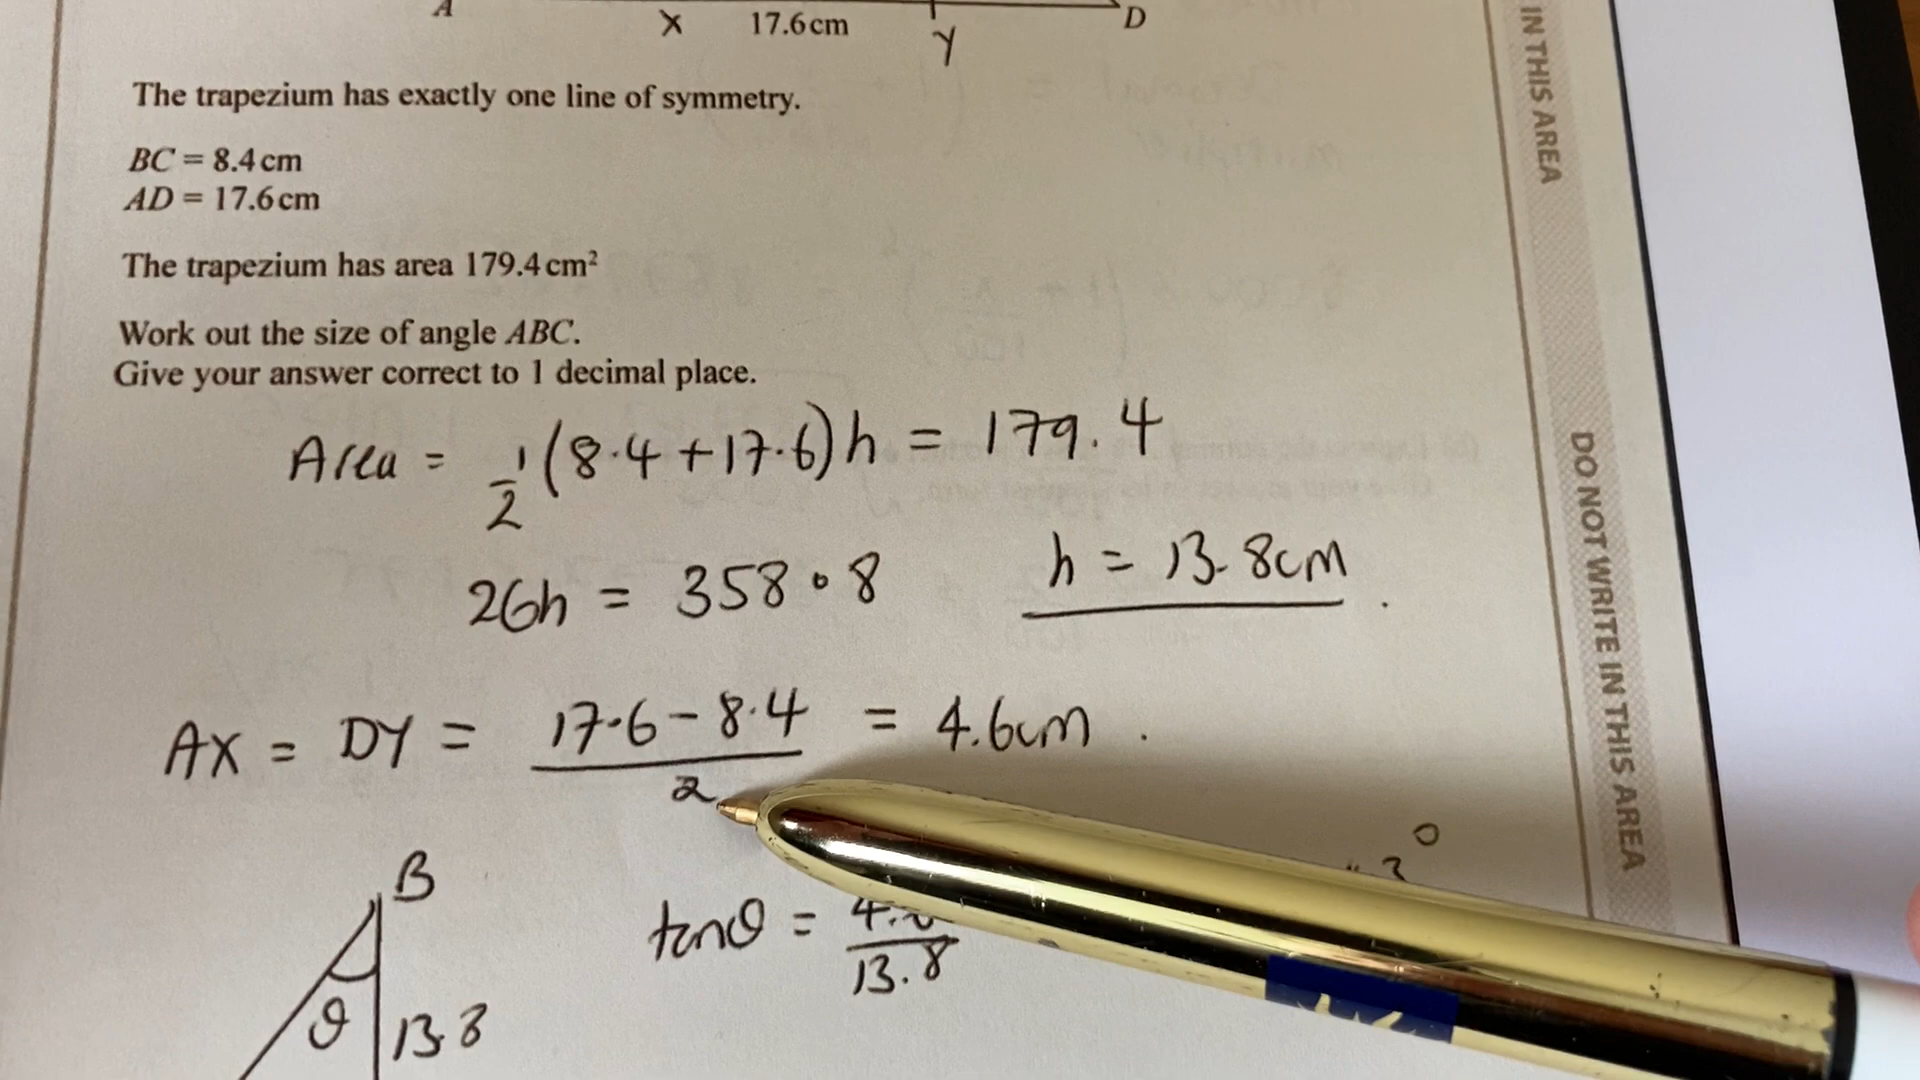 A
X 17.6 cm Y D
The trapezium has exactly one line of symmetry.
BC = 8.4 cm
AD = 17.6 cm
The trapezium has area 179.4 cm²
Work out the size of angle ABC.
Give your answer correct to 1 decimal place.
Area = 1/2 (8.4 + 17.6)h = 179.4
26h = 358.8 h = 13.8cm .
AX = DY = 17.6 - 8.4 / 2 = 4.6cm .
B
tanθ = / 13.8
θ 13.8
IN THIS AREA
DO NOT WRITE IN THIS AREA